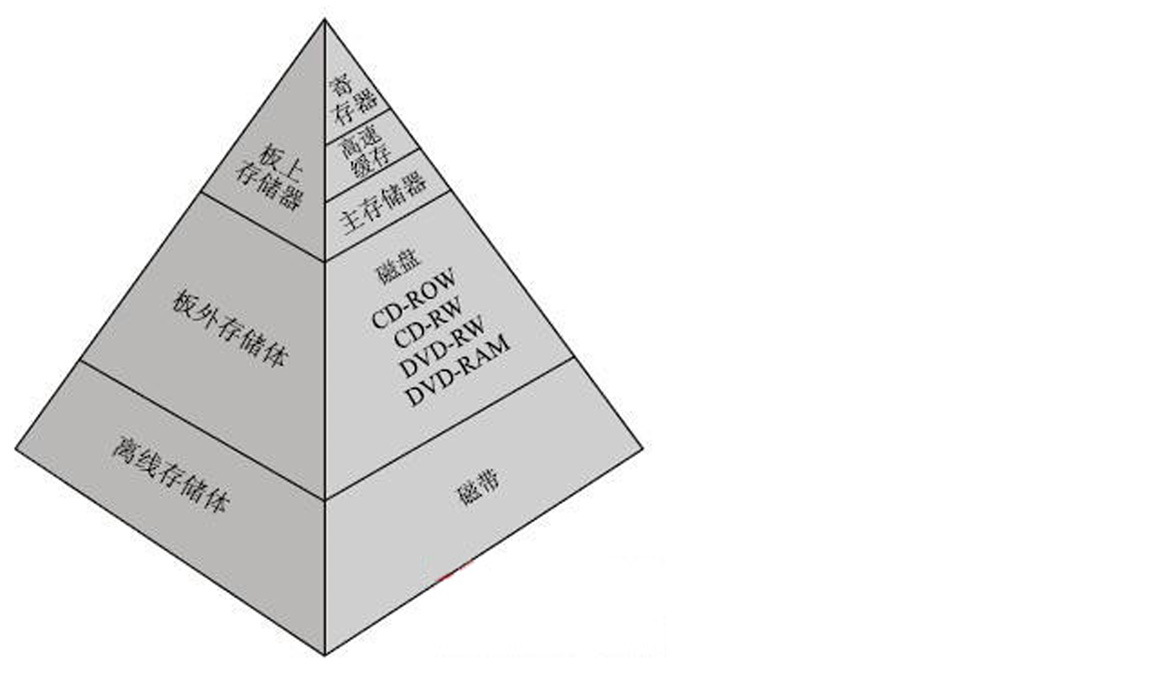 寄
存器
高速
缓存
主存储器
板上
存储器
磁盘
CD-ROW
CD-RW
DVD-RW
DVD-RAM
板外存储体
磁带
离线存储体